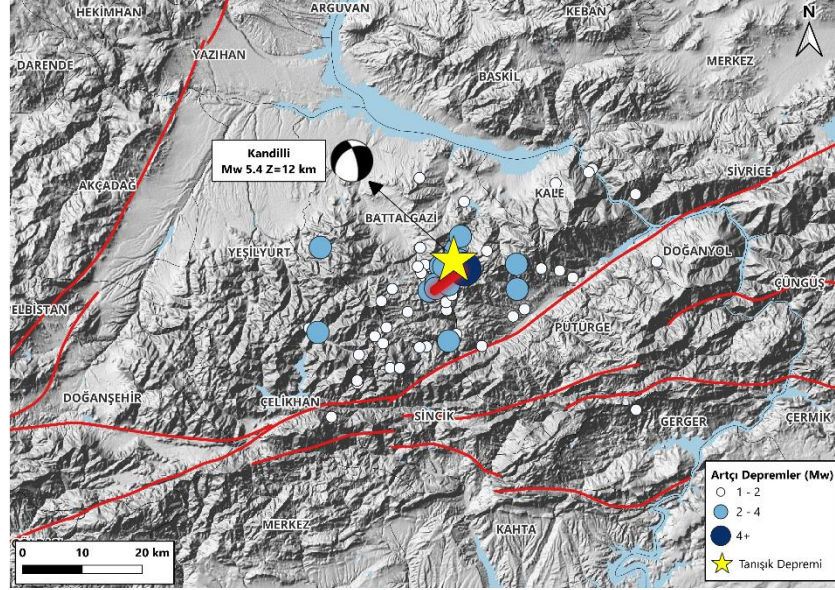 HEKİMHAN
ARGUVAN
KEBAN
N
YAZIHAN
DARENDE
BASKİL
MERKEZ
Kandilli
Mw 5.4 Z=12 km
SİVRİCE
AKÇADAĞ
KALE
BATTALGAZİ
YEŞİLYURT
DOĞANYOL
ÇÜNGÜŞ
ELBİSTAN
PÜTÜRGE
DOĞANŞEHİR
ÇELİKHAN
SİNCİK
GERGER
ÇERMİK
MERKEZ
KAHTA
Artçı Depremler (Mw)
1 - 2
2 - 4
4+
Tanışık Depremi
0 10 20 km